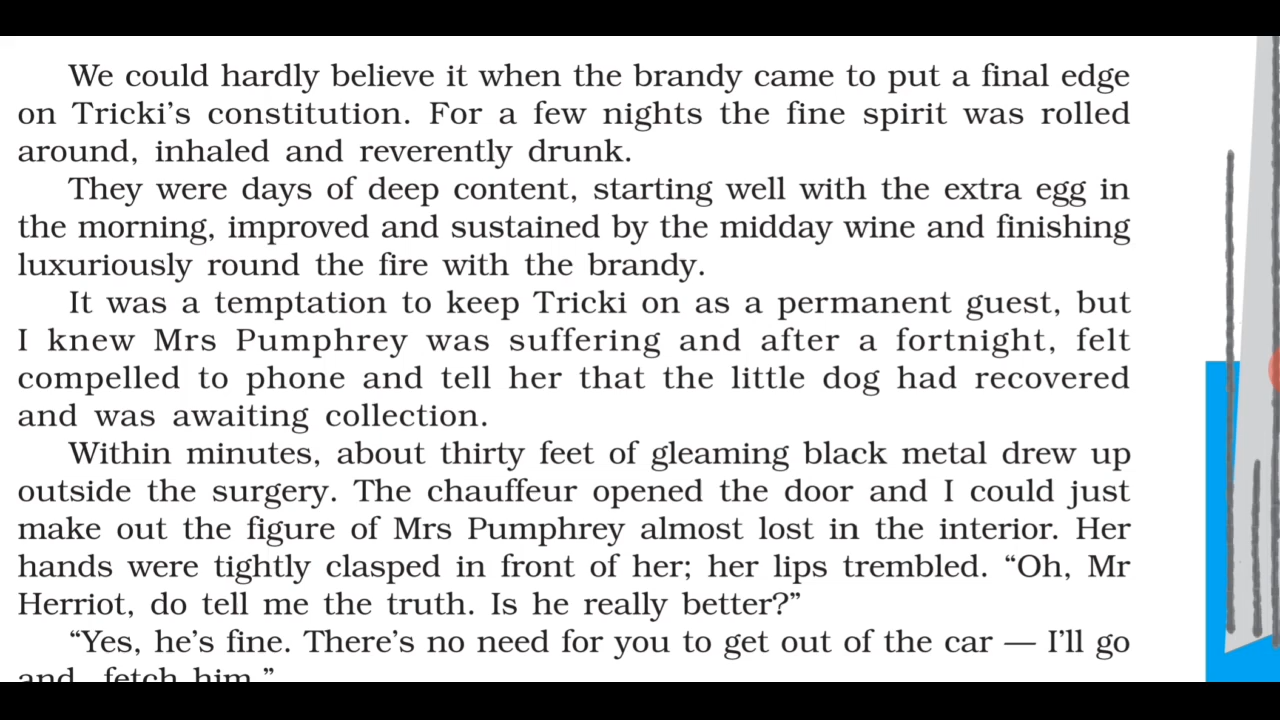 We could hardly believe it when the brandy came to put a final edge
on Tricki’s constitution. For a few nights the fine spirit was rolled
around, inhaled and reverently drunk.
They were days of deep content, starting well with the extra egg in
the morning, improved and sustained by the midday wine and finishing
luxuriously round the fire with the brandy.
It was a temptation to keep Tricki on as a permanent guest, but
I knew Mrs Pumphrey was suffering and after a fortnight, felt
compelled to phone and tell her that the little dog had recovered
and was awaiting collection.
Within minutes, about thirty feet of gleaming black metal drew up
outside the surgery. The chauffeur opened the door and I could just
make out the figure of Mrs Pumphrey almost lost in the interior. Her
hands were tightly clasped in front of her; her lips trembled. “Oh, Mr
Herriot, do tell me the truth. Is he really better?”
“Yes, he’s fine. There’s no need for you to get out of the car — I’ll go
and fetch him.”